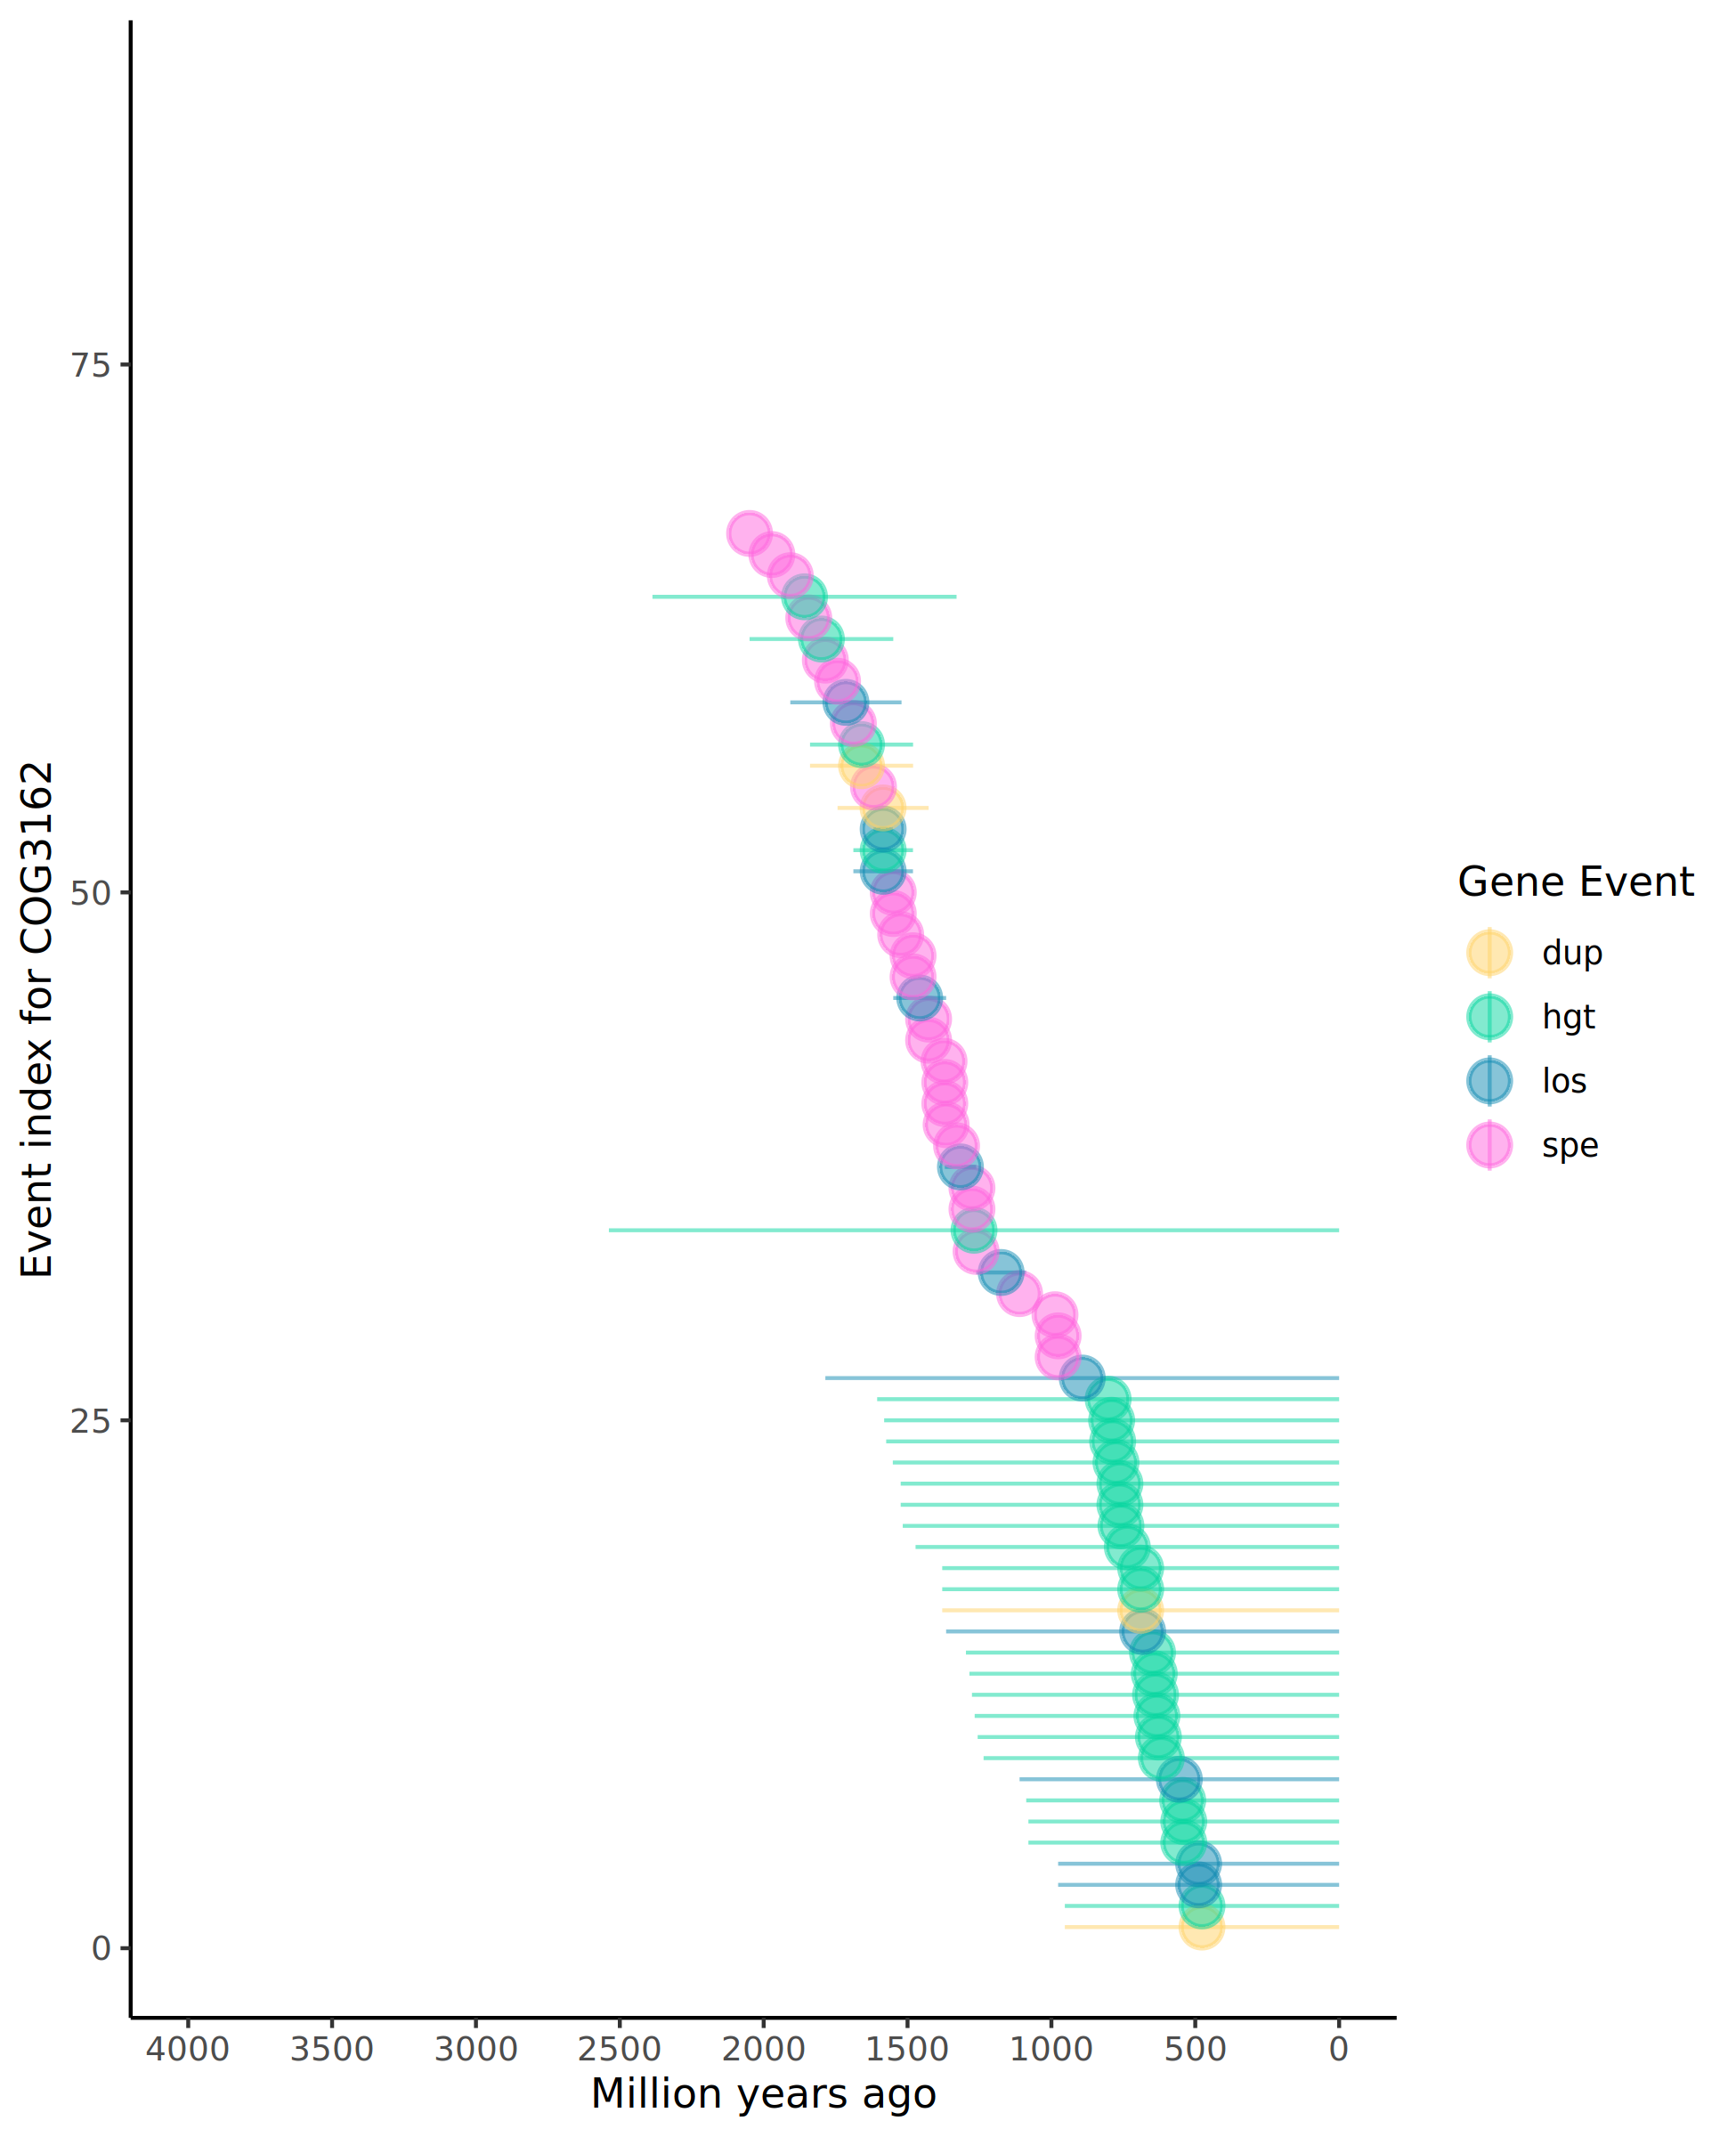 Event index for COG3162
75
50
25
0
4000 3500 3000 2500 2000 1500 1000 500 0
Million years ago
Gene Event
dup
hgt
los
spe